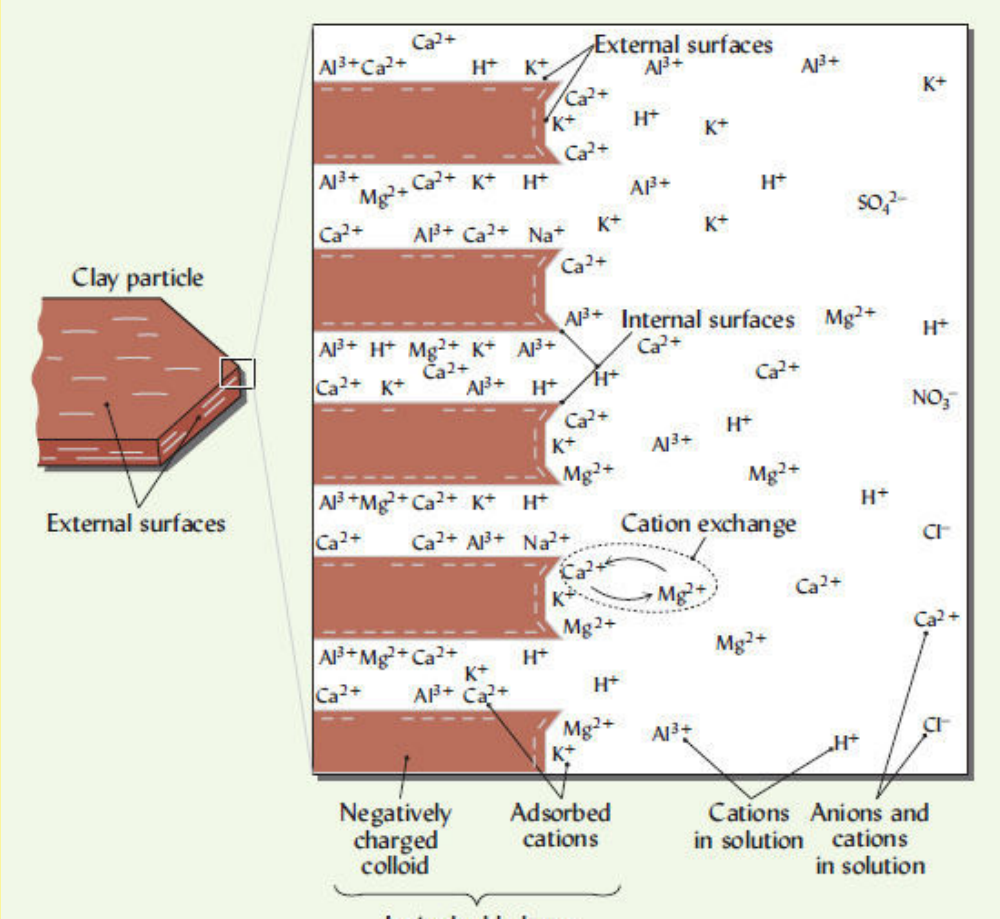 Ca²⁺
External surfaces
Al³⁺ Ca²⁺ H⁺ K⁺ Al³⁺ Al³⁺
K⁺
Ca²⁺
K⁺ H⁺ K⁺
Ca²⁺
Al³⁺ Mg²⁺ Ca²⁺ K⁺ H⁺ Al³⁺ H⁺
SO₄²⁻
K⁺ K⁺
Ca²⁺ Al³⁺ Ca²⁺ Na⁺
Ca²⁺
Clay particle
Al³⁺ Internal surfaces Mg²⁺ H⁺
Al³⁺ H⁺ Mg²⁺ K⁺ Al³⁺ Ca²⁺
Ca²⁺ Ca²⁺
Ca²⁺ K⁺ Al³⁺ H⁺ H⁺
NO₃⁻
Ca²⁺ H⁺
K⁺ Al³⁺
Mg²⁺ Mg²⁺
Al³⁺ Mg²⁺ Ca²⁺ K⁺ H⁺ H⁺
External surfaces
Cation exchange Cl⁻
Ca²⁺ Ca²⁺ Al³⁺ Na²⁺
Ca²⁺ Ca²⁺
K⁺ Mg²⁺
Mg²⁺ Ca²⁺
Mg²⁺
Al³⁺ Mg²⁺ Ca²⁺ H⁺
K⁺ H⁺
Ca²⁺ Al³⁺ Ca²⁺
Mg²⁺ Al³⁺ Cl⁻
K⁺ H⁺
Negatively
charged
colloid
Adsorbed
cations
Cations
in solution
Anions and
cations
in solution